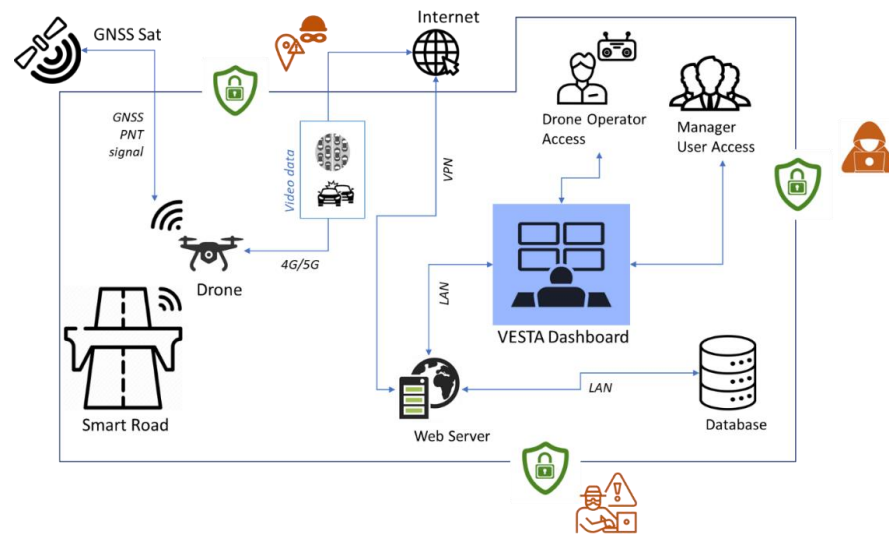 GNSS Sat
Internet
GNSS
PNT
signal
Video data
VPN
Drone Operator
Access
Manager
User Access
4G/5G
Drone
LAN
VESTA Dashboard
Smart Road
Web Server
LAN
Database